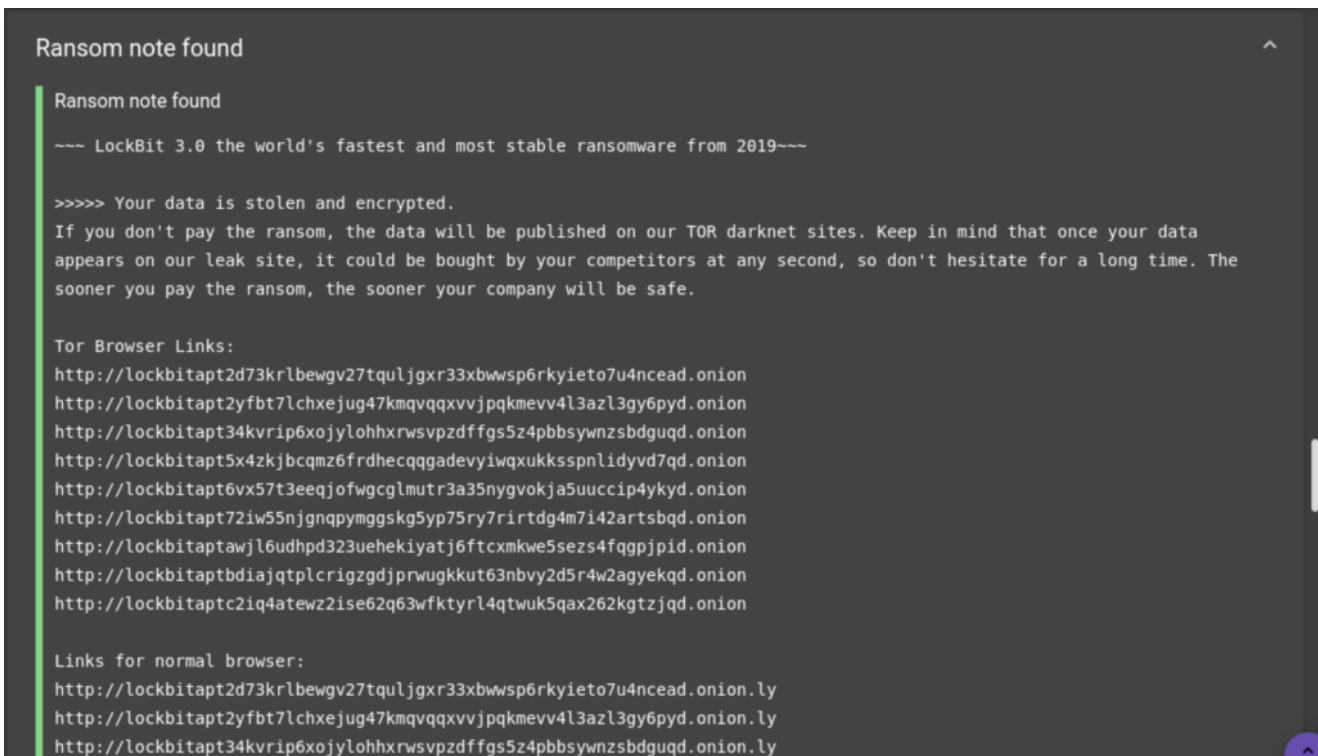 Ransom note found
Ransom note found
~~~ LockBit 3.0 the world's fastest and most stable ransomware from 2019~~~
>>>>> Your data is stolen and encrypted.
If you don't pay the ransom, the data will be published on our TOR darknet sites. Keep in mind that once your data
appears on our leak site, it could be bought by your competitors at any second, so don't hesitate for a long time. The
sooner you pay the ransom, the sooner your company will be safe.
Tor Browser Links:
http://lockbitapt2d73krlbewgv27tquljgxr33xbwwsp6rkyieto7u4ncead.onion
http://lockbitapt2yfbt7lchxejug47kmqvqqxvvjpqkmevv4l3azl3gy6pyd.onion
http://lockbitapt34kvrip6xojylohhxrwsvpzdffgs5z4pbbsywnzsbdguqd.onion
http://lockbitapt5x4zkjbcqmz6frdhecqqgadevyiwqxukksspnlidyvd7qd.onion
http://lockbitapt6vx57t3eeqjofwgcglmutr3a35nygvokja5uuccip4ykyd.onion
http://lockbitapt72iw55njgnqpymggskg5yp75ry7rirtdg4m7i42artsbqd.onion
http://lockbitaptawjl6udhpd323uehekiyatj6ftcxmkwe5sezs4fqgpjpid.onion
http://lockbitaptbdiajqtplcrigzgdjprwugkkut63nbvy2d5r4w2agyekqd.onion
http://lockbitaptc2iq4atewz2ise62q63wfktyrl4qtwuk5qax262kgtzjqd.onion
Links for normal browser:
http://lockbitapt2d73krlbewgv27tquljgxr33xbwwsp6rkyieto7u4ncead.onion.ly
http://lockbitapt2yfbt7lchxejug47kmqvqqxvvjpqkmevv4l3azl3gy6pyd.onion.ly
http://lockbitapt34kvrip6xojylohhxrwsvpzdffgs5z4pbbsywnzsbdguqd.onion.ly